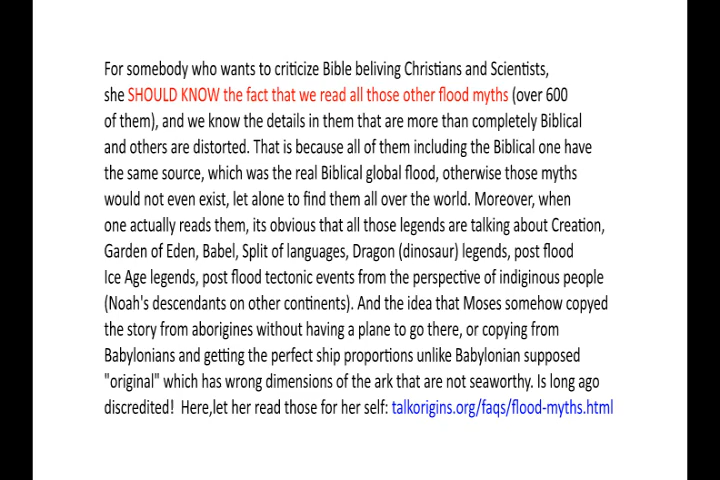 For somebody who wants to criticize Bible beliving Christians and Scientists,
she SHOULD KNOW the fact that we read all those other flood myths (over 600
of them), and we know the details in them that are more than completely Biblical
and others are distorted. That is because all of them including the Biblical one have
the same source, which was the real Biblical global flood, otherwise those myths
would not even exist, let alone to find them all over the world. Moreover, when
one actually reads them, its obvious that all those legends are talking about Creation,
Garden of Eden, Babel, Split of languages, Dragon (dinosaur) legends, post flood
Ice Age legends, post flood tectonic events from the perspective of indiginous people
(Noah's descendants on other continents). And the idea that Moses somehow copyed
the story from aborigines without having a plane to go there, or copying from
Babylonians and getting the perfect ship proportions unlike Babylonian supposed
"original" which has wrong dimensions of the ark that are not seaworthy. Is long ago
discredited!  Here,let her read those for her self: talkorigins.org/faqs/flood-myths.html